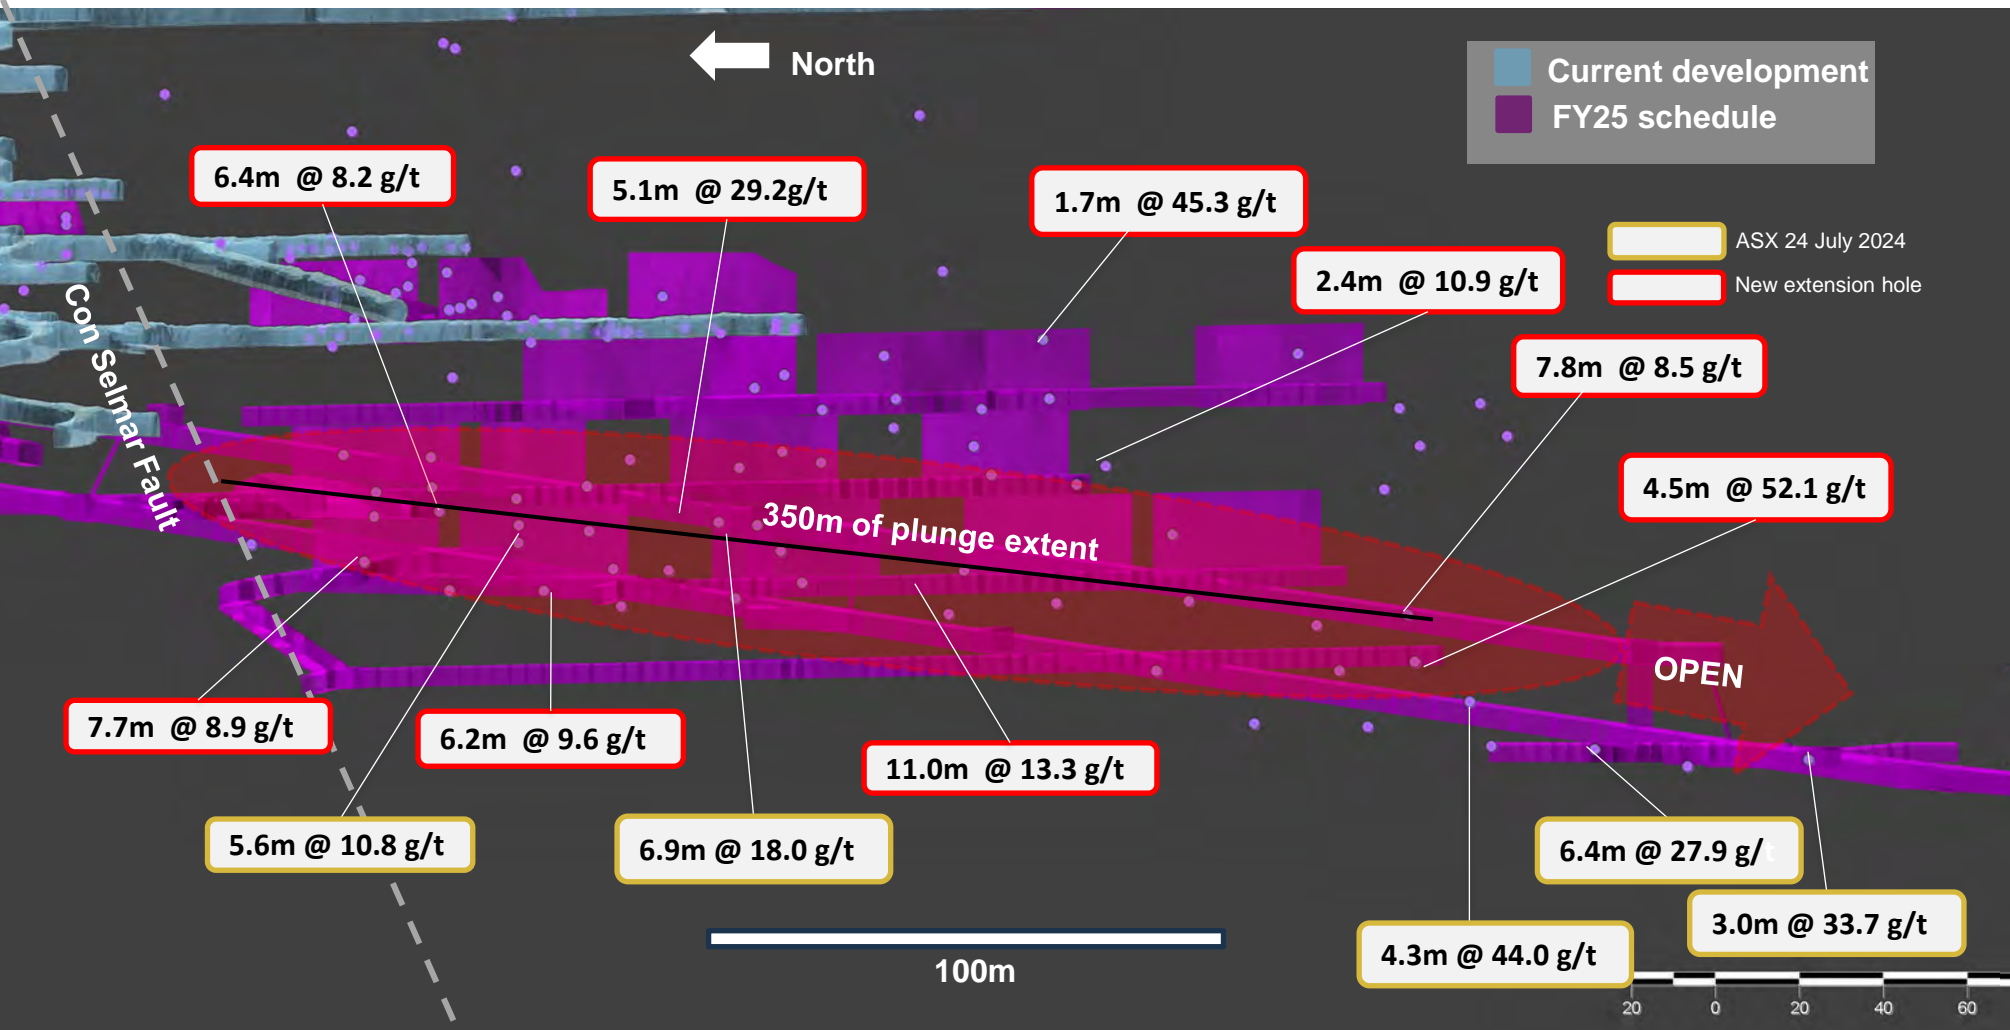 North
Current development
FY25 schedule
6.4m @ 8.2 g/t
5.1m @ 29.2g/t
1.7m @ 45.3 g/t
ASX 24 July 2024
2.4m @ 10.9 g/t
New extension hole
Con Selmar Fault
7.8m @ 8.5 g/t
4.5m @ 52.1 g/t
350m of plunge extent
OPEN
7.7m @ 8.9 g/t
6.2m @ 9.6 g/t
11.0m @ 13.3 g/t
5.6m @ 10.8 g/t
6.9m @ 18.0 g/t
6.4m @ 27.9 g/t
3.0m @ 33.7 g/t
4.3m @ 44.0 g/t
100m
20 0 20 40 60